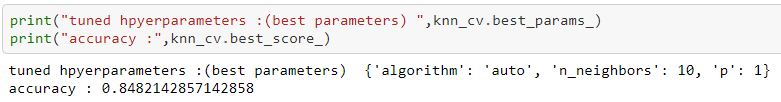 print("tuned hpyerparameters :(best parameters) ",knn_cv.best_params_)
print("accuracy :",knn_cv.best_score_)
tuned hpyerparameters :(best parameters)  {'algorithm': 'auto', 'n_neighbors': 10, 'p': 1}
accuracy : 0.8482142857142858